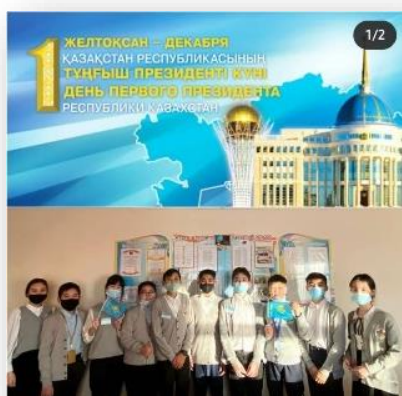 1/2
1
ЖЕЛТОҚСАН - ДЕКАБРЯ
ҚАЗАҚСТАН РЕСПУБЛИКАСЫНЫҢ
ТҰҢҒЫШ ПРЕЗИДЕНТІ КҮНІ
ДЕНЬ ПЕРВОГО ПРЕЗИДЕНТА
РЕСПУБЛИКИ КАЗАХСТАН